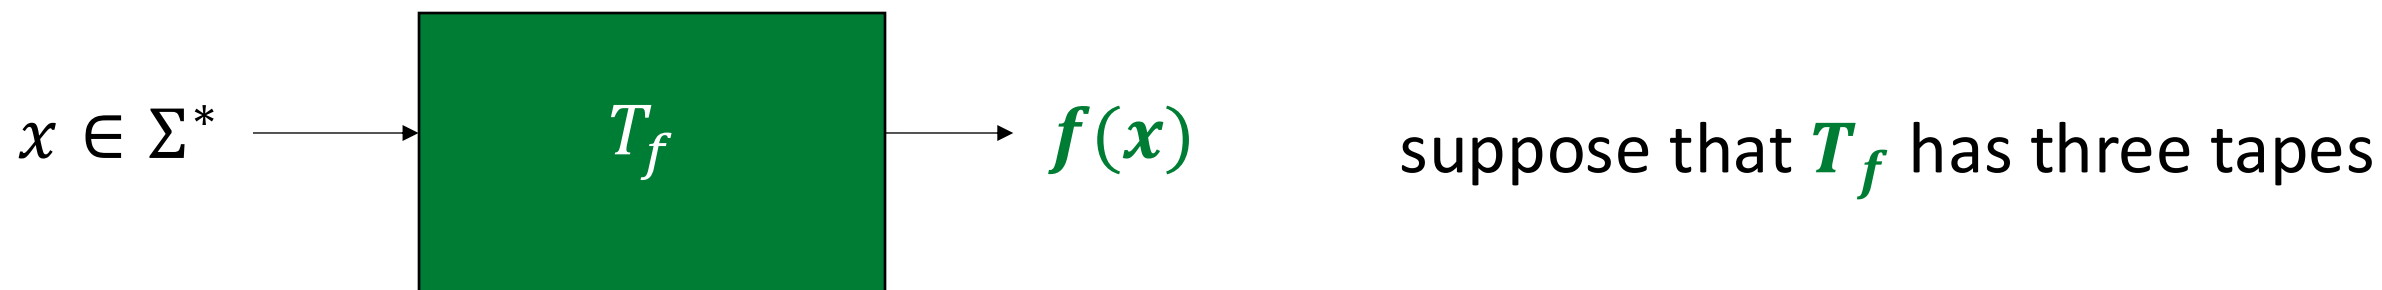 x ∈ Σ*
T_f
f(x)
suppose that T_f has three tapes